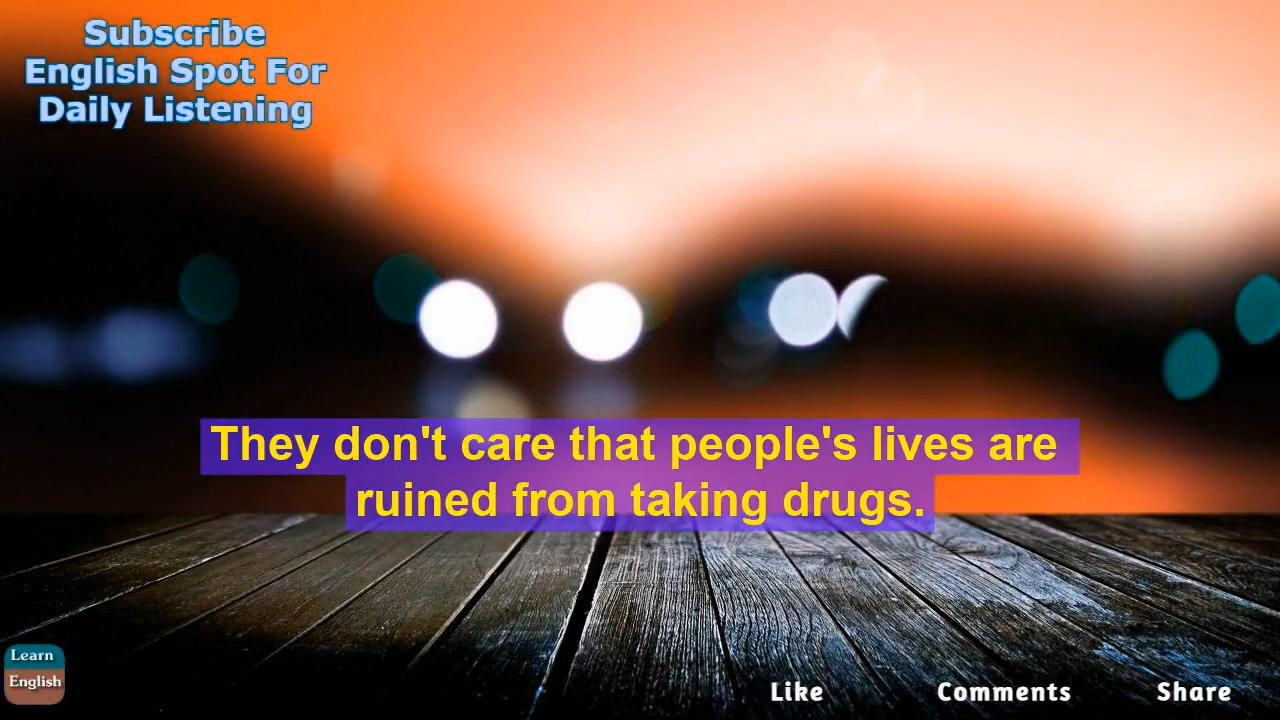 Subscribe
English Spot For
Daily Listening
They don't care that people's lives are
ruined from taking drugs.
Learn
English
Like
Comments
Share